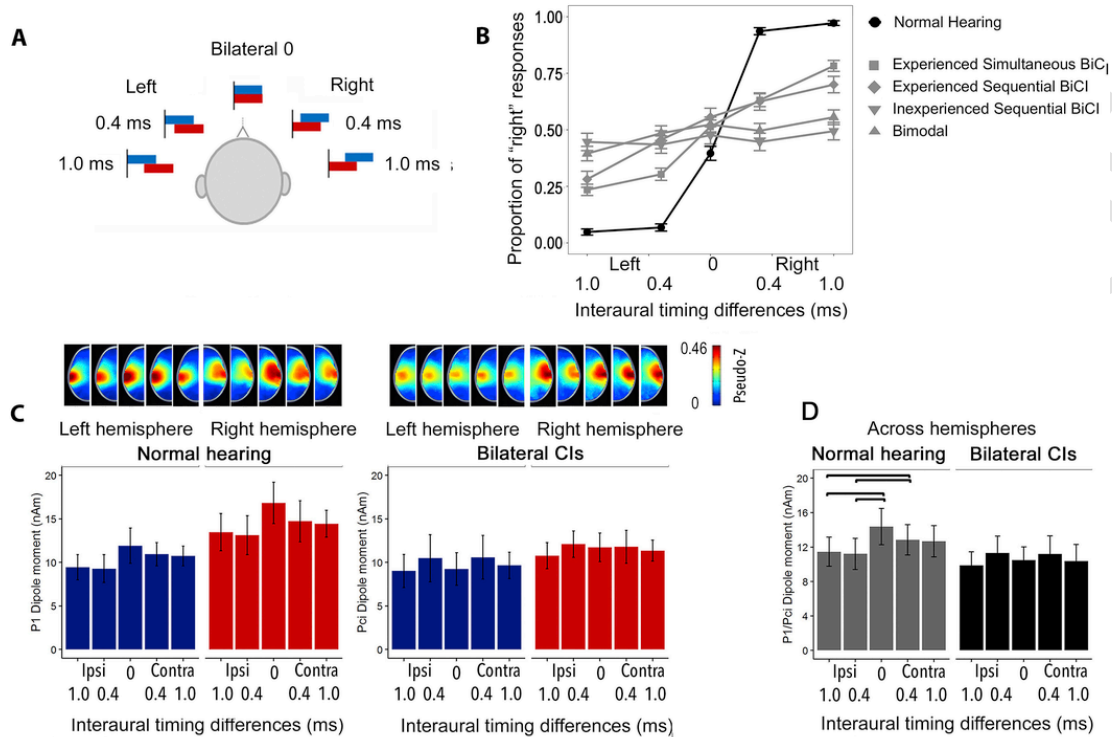 A
Bilateral 0
Left
Right
0.4 ms
0.4 ms
1.0 ms
1.0 ms
B
Proportion of "right" responses
1.00
0.75
0.50
0.25
0.00
Left
0
Right
1.0
0.4
0.4
1.0
Interaural timing differences (ms)
Normal Hearing
Experienced Simultaneous BiCI
Experienced Sequential BiCI
Inexperienced Sequential BiCI
Bimodal
0.46
0
Pseudo-Z
C
Left hemisphere
Right hemisphere
Normal hearing
P1 Dipole moment (nAm)
20
15
10
5
0
Ipsi
0
Contra
Ipsi
0
Contra
1.0 0.4
0.4 1.0
1.0 0.4
0.4 1.0
Interaural timing differences (ms)
Left hemisphere
Right hemisphere
Bilateral CIs
Pci Dipole moment (nAm)
20
15
10
5
0
Ipsi
0
Contra
Ipsi
0
Contra
1.0 0.4
0.4 1.0
1.0 0.4
0.4 1.0
Interaural timing differences (ms)
D
Across hemispheres
Normal hearing
Bilateral CIs
P1/Pci Dipole moment (nAm)
20
16
12
8
4
0
Ipsi
0
Contra
Ipsi
0
Contra
1.0 0.4
0.4 1.0
1.0 0.4
0.4 1.0
Interaural timing differences (ms)